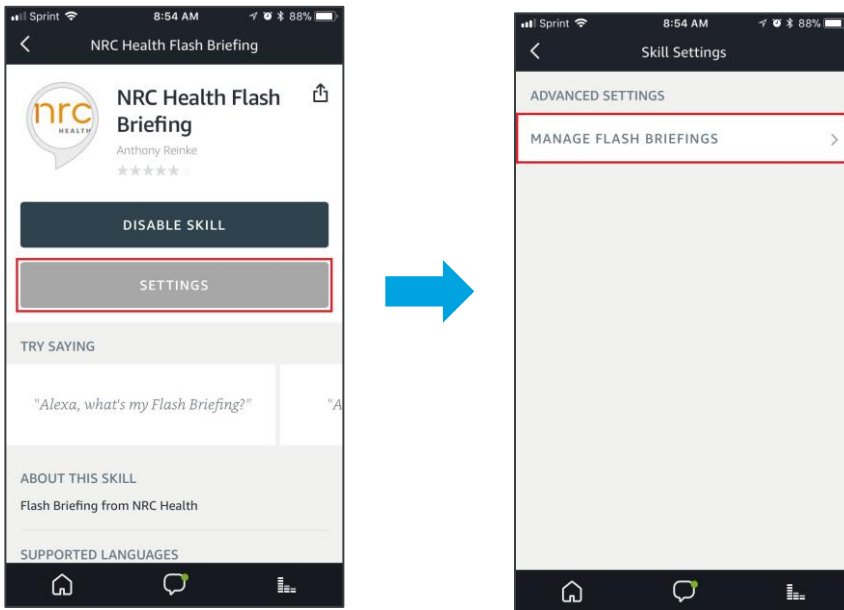 Sprint 8:54 AM 88%
NRC Health Flash Briefing
nrc
HEALTH
NRC Health Flash
Briefing
Anthony Reinke
DISABLE SKILL
SETTINGS
TRY SAYING
"Alexa, what's my Flash Briefing?"
"A
ABOUT THIS SKILL
Flash Briefing from NRC Health
SUPPORTED LANGUAGES
Sprint 8:54 AM 88%
Skill Settings
ADVANCED SETTINGS
MANAGE FLASH BRIEFINGS